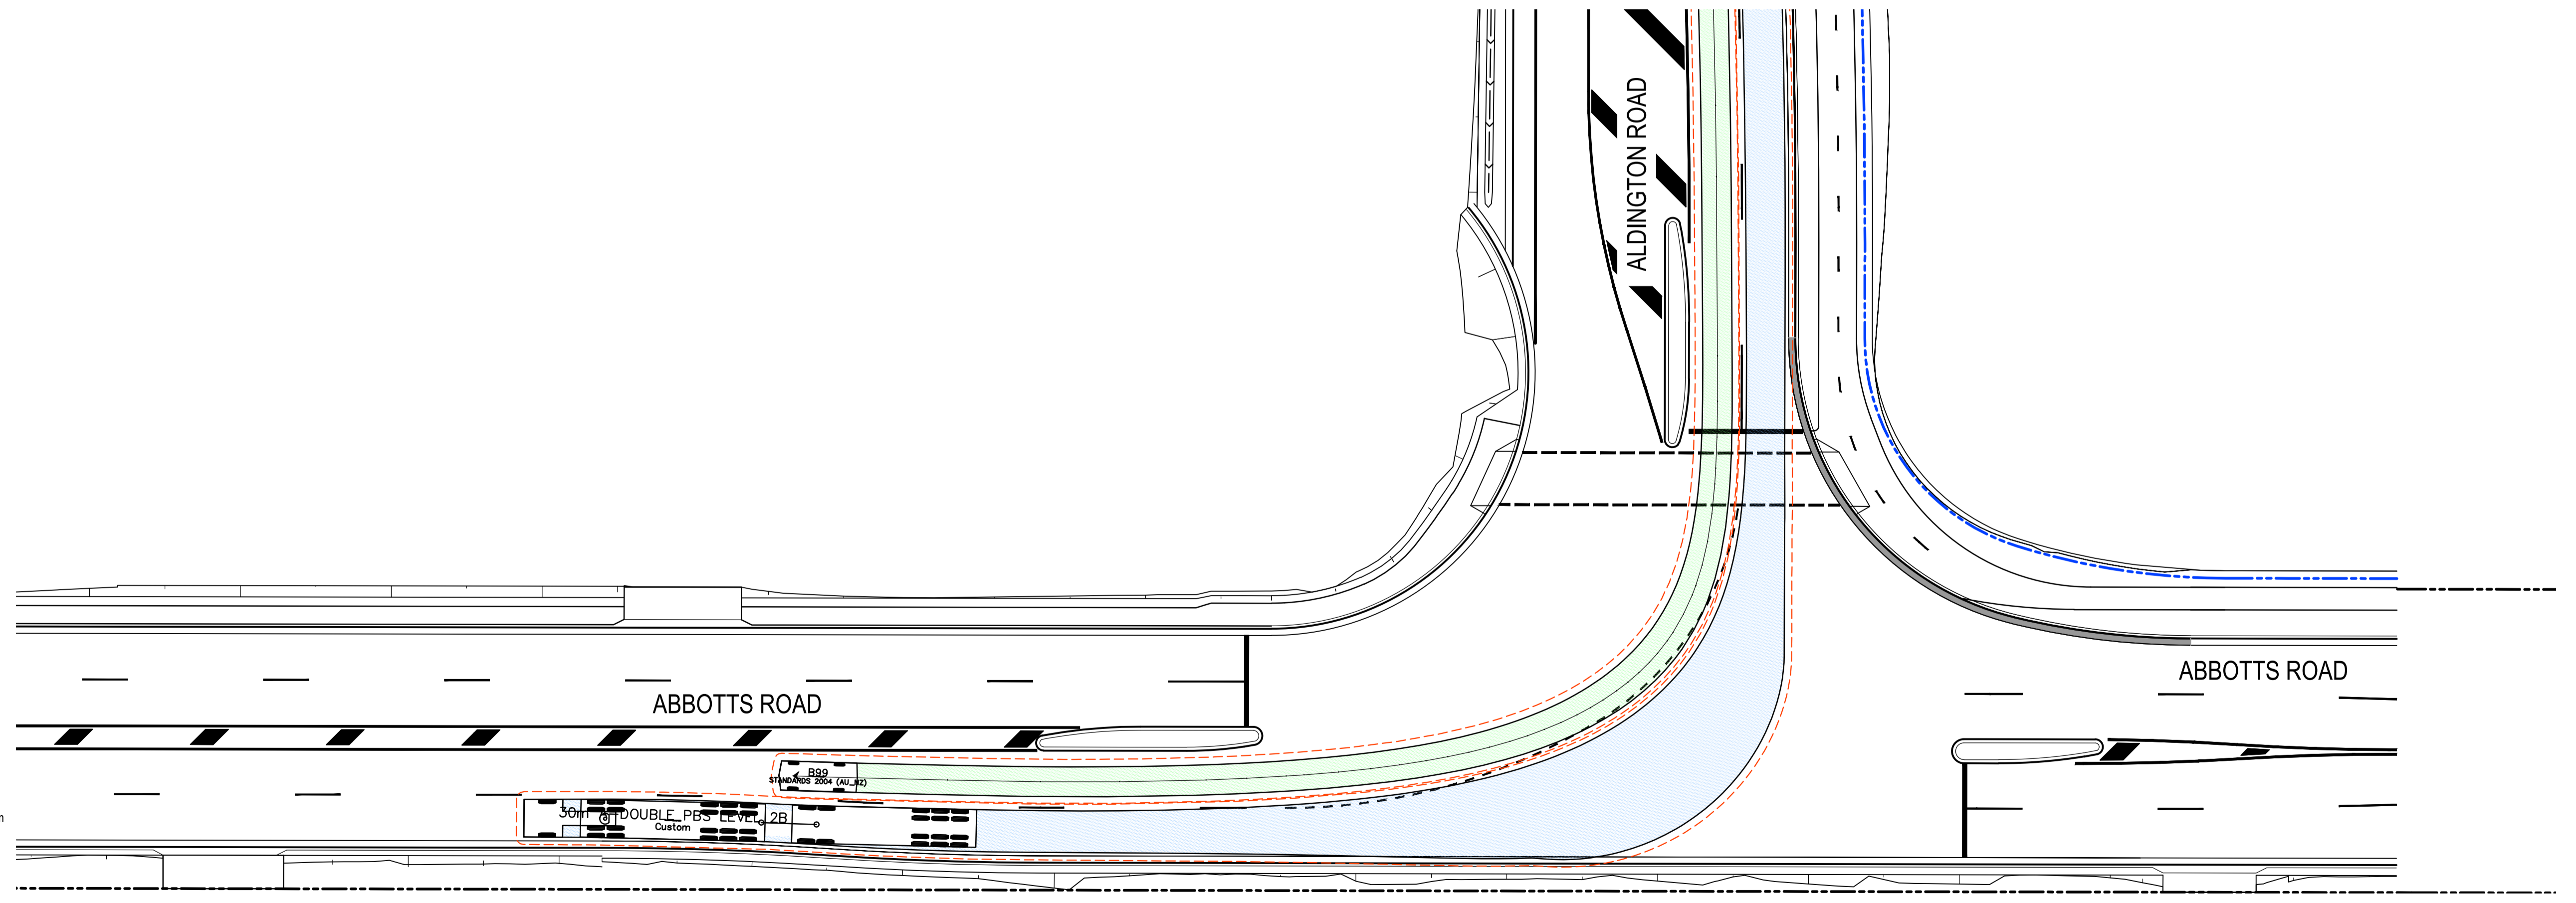 ALDINGTON ROAD
ABBOTTS ROAD
ABBOTTS ROAD
B99
STANDARDS 2004 (AU_NZ)
30m
DOUBLE PBS LEVEL 2B
Custom